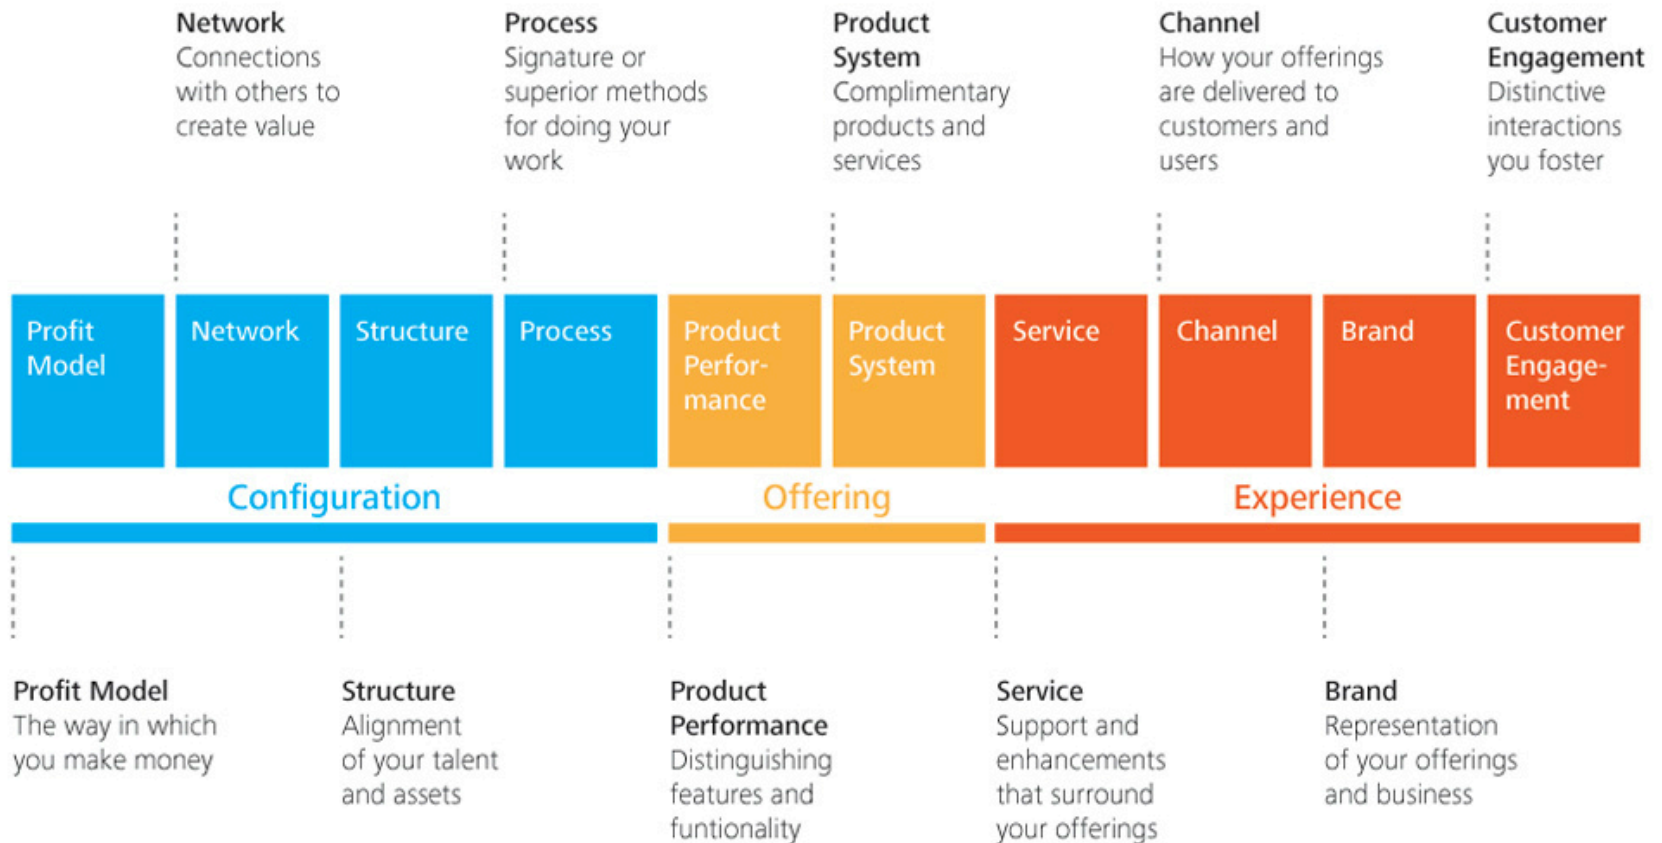 Network
Connections
with others to
create value
Process
Signature or
superior methods
for doing your
work
Product
System
Complimentary
products and
services
Channel
How your offerings
are delivered to
customers and
users
Customer
Engagement
Distinctive
interactions
you foster
Profit
Model
Network
Structure
Process
Product
Perfor-
mance
Product
System
Service
Channel
Brand
Customer
Engage-
ment
Configuration
Offering
Experience
Profit Model
The way in which
you make money
Structure
Alignment
of your talent
and assets
Product
Performance
Distinguishing
features and
funtionality
Service
Support and
enhancements
that surround
your offerings
Brand
Representation
of your offerings
and business